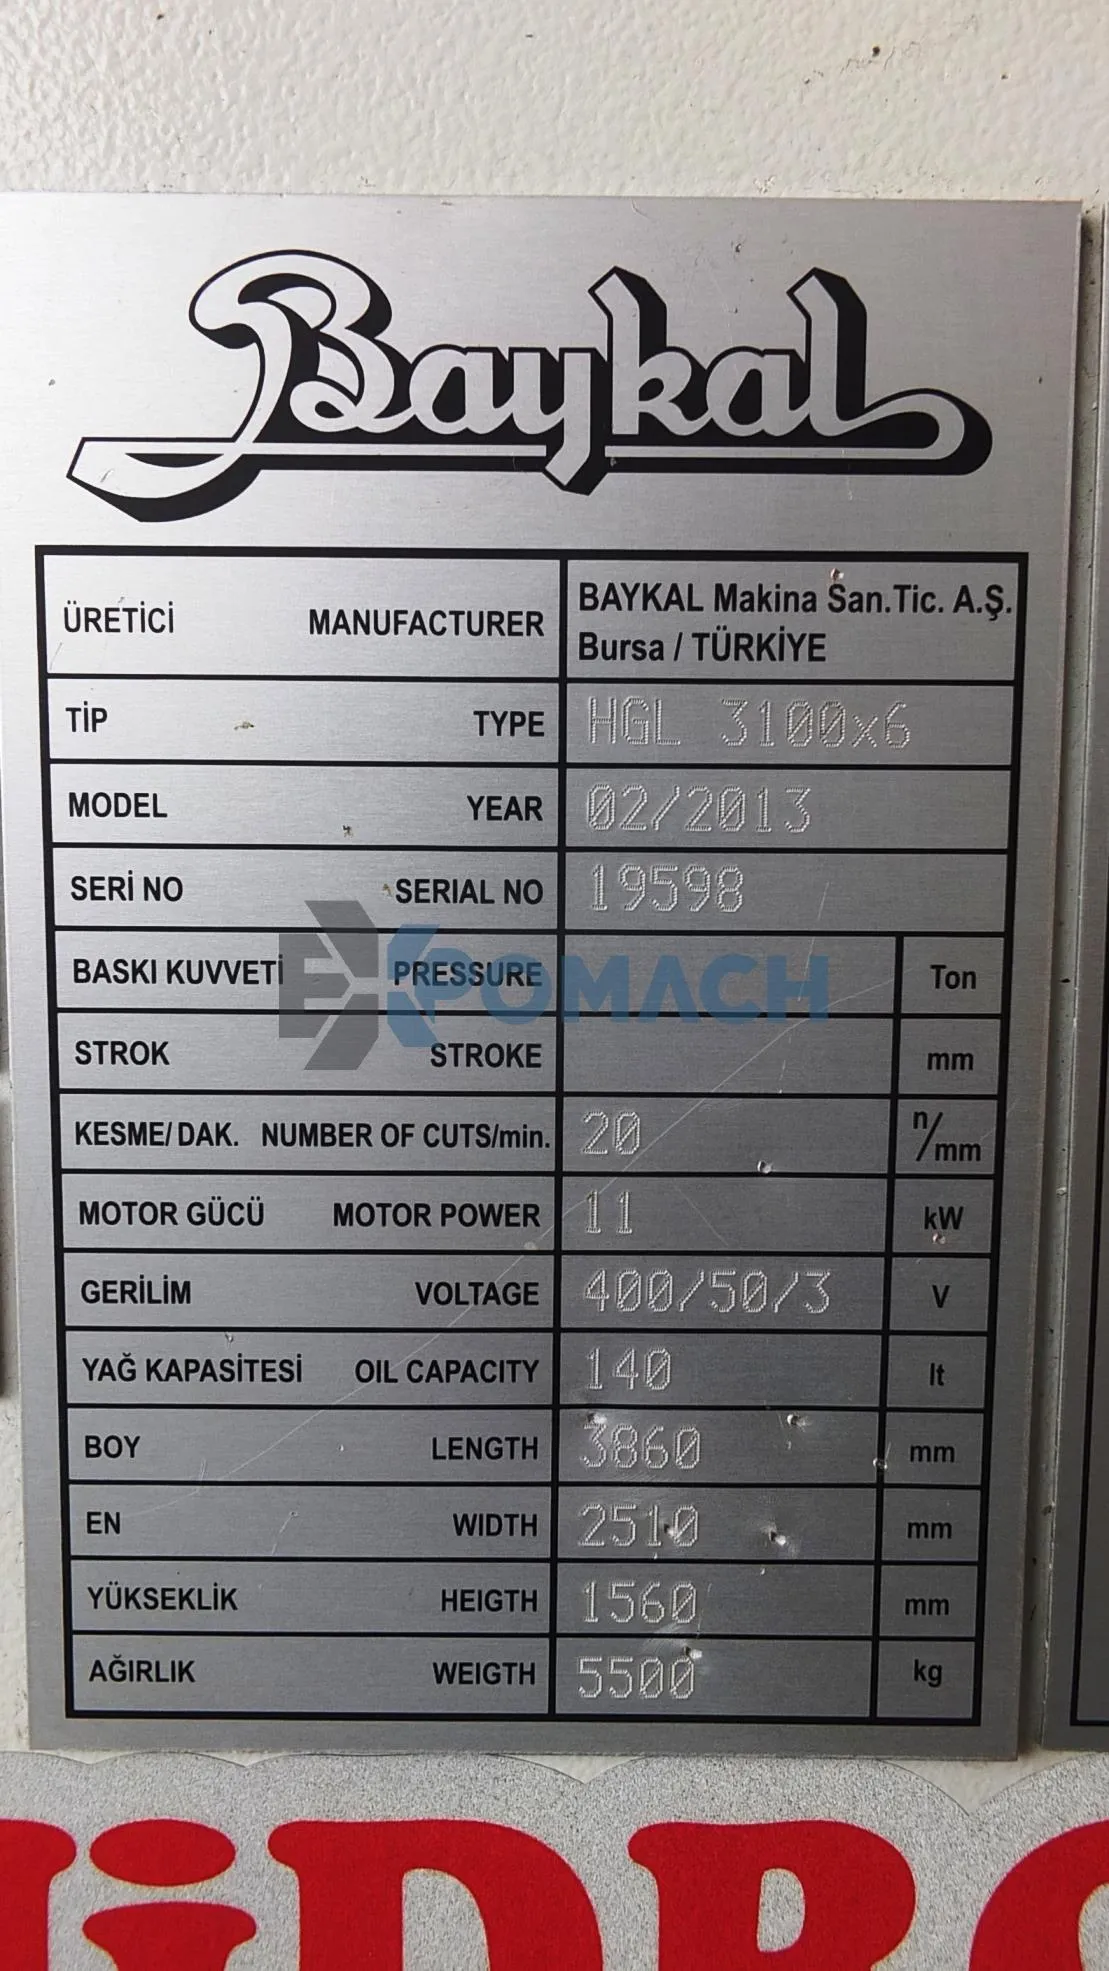 Baykal
ÜRETİCİ MANUFACTURER BAYKAL Makina San.Tic. A.Ş.
Bursa / TÜRKİYE
TİP TYPE HGL 3100x6
MODEL YEAR 02/2013
SERİ NO SERIAL NO 19598
BASKI KUVVETİ PRESSURE Ton
EXPOMACH
STROK STROKE mm
KESME/ DAK. NUMBER OF CUTS/min. 20 n/mm
MOTOR GÜCÜ MOTOR POWER 11 kW
GERİLİM VOLTAGE 400/50/3 V
YAĞ KAPASİTESİ OIL CAPACITY 140 lt
BOY LENGTH 3860 mm
EN WIDTH 2510 mm
YÜKSEKLİK HEIGTH 1560 mm
AĞIRLIK WEIGTH 5500 kg